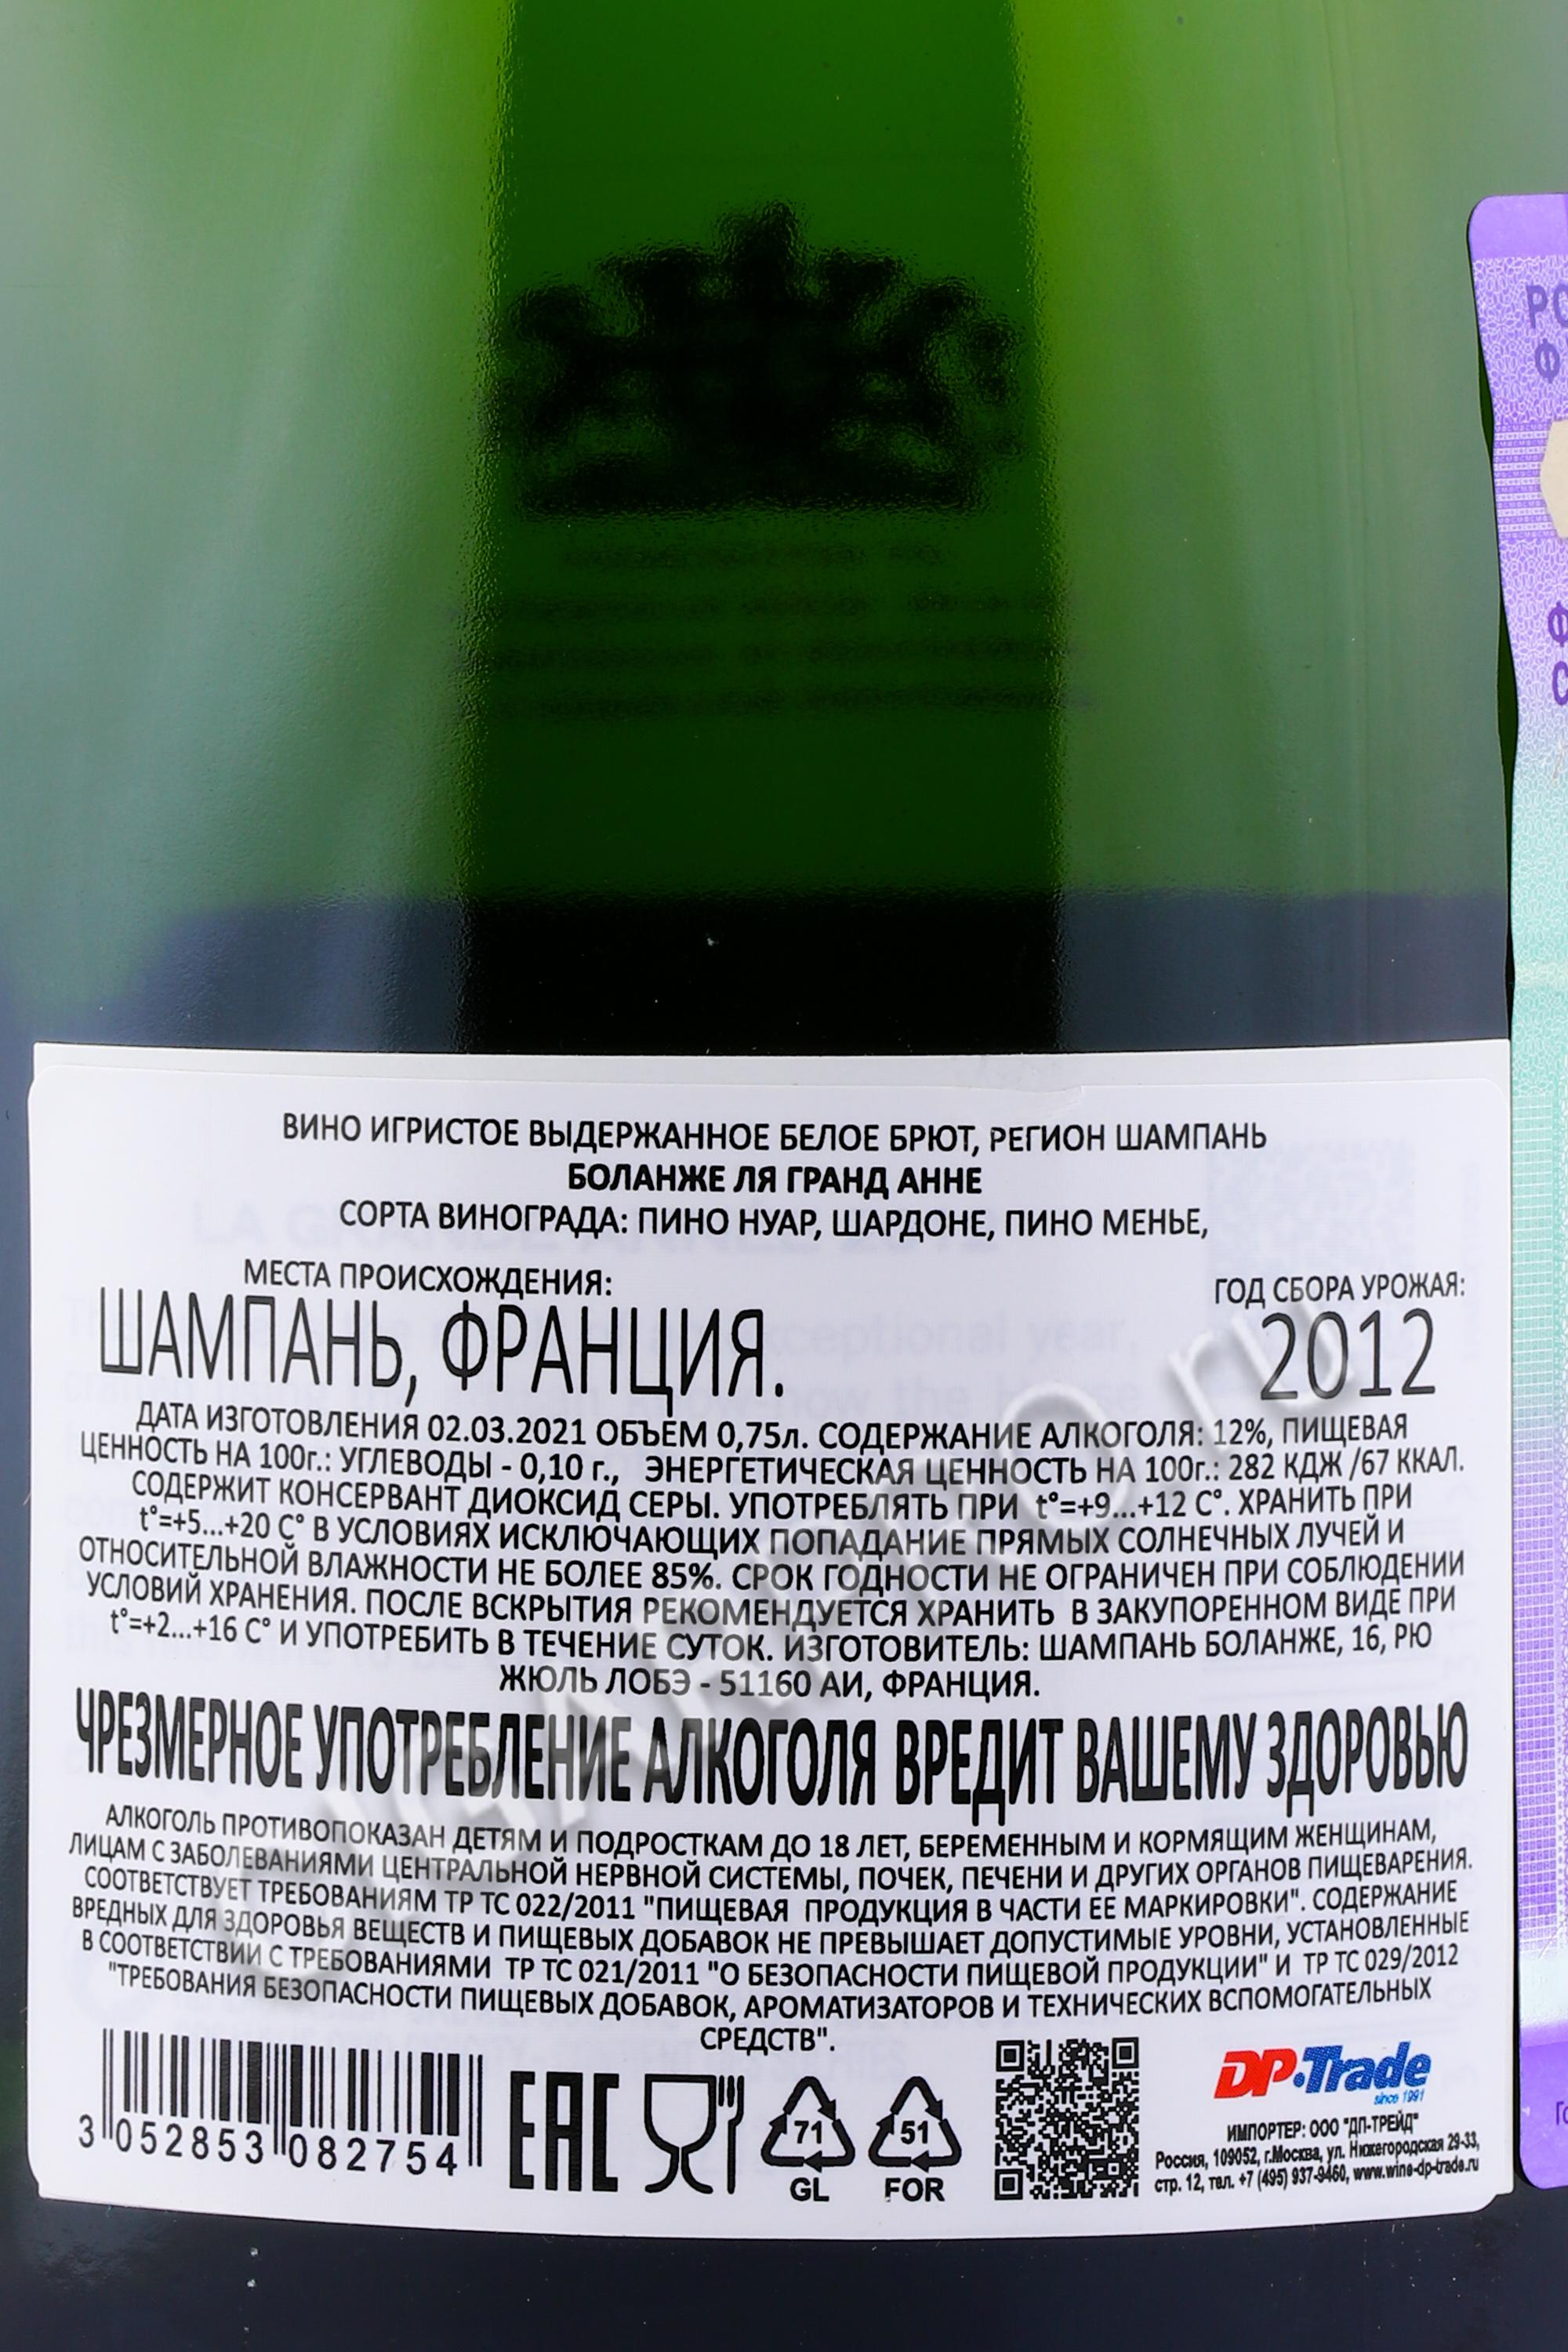 ВИНО ИГРИСТОЕ ВЫДЕРЖАННОЕ БЕЛОЕ БРЮТ, РЕГИОН ШАМПАНЬ
БОЛАНЖЕ ЛЯ ГРАНД АННЕ
СОРТА ВИНОГРАДА: ПИНО НУАР, ШАРДОНЕ, ПИНО МЕНЬЕ,
МЕСТА ПРОИСХОЖДЕНИЯ:
ШАМПАНЬ, ФРАНЦИЯ.
ГОД СБОРА УРОЖАЯ:
2012
ДАТА ИЗГОТОВЛЕНИЯ 02.03.2021 ОБЪЕМ 0,75л. СОДЕРЖАНИЕ АЛКОГОЛЯ: 12%, ПИЩЕВАЯ
ЦЕННОСТЬ НА 100г.: УГЛЕВОДЫ - 0,10 г., ЭНЕРГЕТИЧЕСКАЯ ЦЕННОСТЬ НА 100г.: 282 КДЖ /67 ККАЛ.
СОДЕРЖИТ КОНСЕРВАНТ ДИОКСИД СЕРЫ. УПОТРЕБЛЯТЬ ПРИ t°=+9...+12 C°. ХРАНИТЬ ПРИ
t°=+5...+20 C° В УСЛОВИЯХ ИСКЛЮЧАЮЩИХ ПОПАДАНИЕ ПРЯМЫХ СОЛНЕЧНЫХ ЛУЧЕЙ И
ОТНОСИТЕЛЬНОЙ ВЛАЖНОСТИ НЕ БОЛЕЕ 85%. СРОК ГОДНОСТИ НЕ ОГРАНИЧЕН ПРИ СОБЛЮДЕНИИ
УСЛОВИЙ ХРАНЕНИЯ. ПОСЛЕ ВСКРЫТИЯ РЕКОМЕНДУЕТСЯ ХРАНИТЬ В ЗАКУПОРЕННОМ ВИДЕ ПРИ
t°=+2...+16 C° И УПОТРЕБИТЬ В ТЕЧЕНИЕ СУТОК. ИЗГОТОВИТЕЛЬ: ШАМПАНЬ БОЛАНЖЕ, 16, РЮ
ЖЮЛЬ ЛОБЭ - 51160 АИ, ФРАНЦИЯ.
ЧРЕЗМЕРНОЕ УПОТРЕБЛЕНИЕ АЛКОГОЛЯ ВРЕДИТ ВАШЕМУ ЗДОРОВЬЮ
АЛКОГОЛЬ ПРОТИВОПОКАЗАН ДЕТЯМ И ПОДРОСТКАМ ДО 18 ЛЕТ, БЕРЕМЕННЫМ И КОРМЯЩИМ ЖЕНЩИНАМ,
ЛИЦАМ С ЗАБОЛЕВАНИЯМИ ЦЕНТРАЛЬНОЙ НЕРВНОЙ СИСТЕМЫ, ПОЧЕК, ПЕЧЕНИ И ДРУГИХ ОРГАНОВ ПИЩЕВАРЕНИЯ.
СООТВЕТСТВУЕТ ТРЕБОВАНИЯМ ТР ТС 022/2011 "ПИЩЕВАЯ ПРОДУКЦИЯ В ЧАСТИ ЕЕ МАРКИРОВКИ". СОДЕРЖАНИЕ
ВРЕДНЫХ ДЛЯ ЗДОРОВЬЯ ВЕЩЕСТВ И ПИЩЕВЫХ ДОБАВОК НЕ ПРЕВЫШАЕТ ДОПУСТИМЫЕ УРОВНИ, УСТАНОВЛЕННЫЕ
В СООТВЕТСТВИИ С ТРЕБОВАНИЯМИ ТР ТС 021/2011 "О БЕЗОПАСНОСТИ ПИЩЕВОЙ ПРОДУКЦИИ" И ТР ТС 029/2012
"ТРЕБОВАНИЯ БЕЗОПАСНОСТИ ПИЩЕВЫХ ДОБАВОК, АРОМАТИЗАТОРОВ И ТЕХНИЧЕСКИХ ВСПОМОГАТЕЛЬНЫХ
СРЕДСТВ".
3 052853 082754
EAC
71
GL
51
FOR
DP-Trade
since 1991
ИМПОРТЕР: ООО "ДП-ТРЕЙД"
Россия, 109052, г.Москва, ул. Нижегородская 29-33,
стр. 12, тел. +7 (495) 937-9460, www.wine-dp-trade.ru